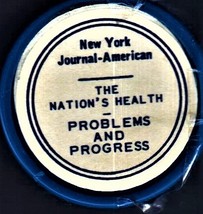 New York
Journal-American
THE
NATION'S HEALTH
–
PROBLEMS
AND
PROGRESS